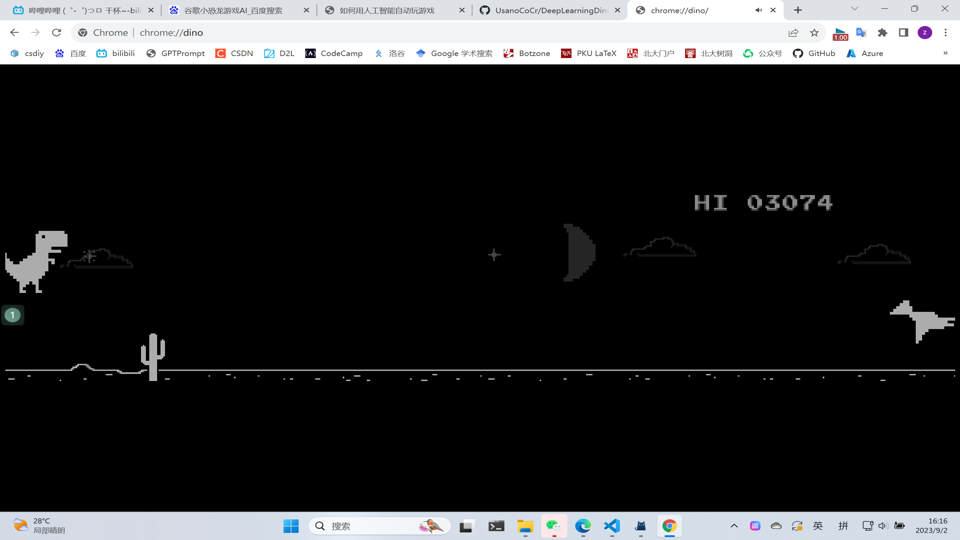 哔哩哔哩 (゜-゜)つロ 干杯~-bili
谷歌小恐龙游戏AI_百度搜索
如何用人工智能自动玩游戏
UsanoCoCr/DeepLearningDin
chrome://dino/
Chrome | chrome://dino
1.00
z
csdiy
百度
bilibili
GPTPrompt
CSDN
D2L
CodeCamp
洛谷
Google 学术搜索
Botzone
PKU LaTeX
北大门户
北大树洞
公众号
GitHub
Azure
»
HI 03074
1
28°C
局部晴朗
搜索
英
拼
16:16
2023/9/2